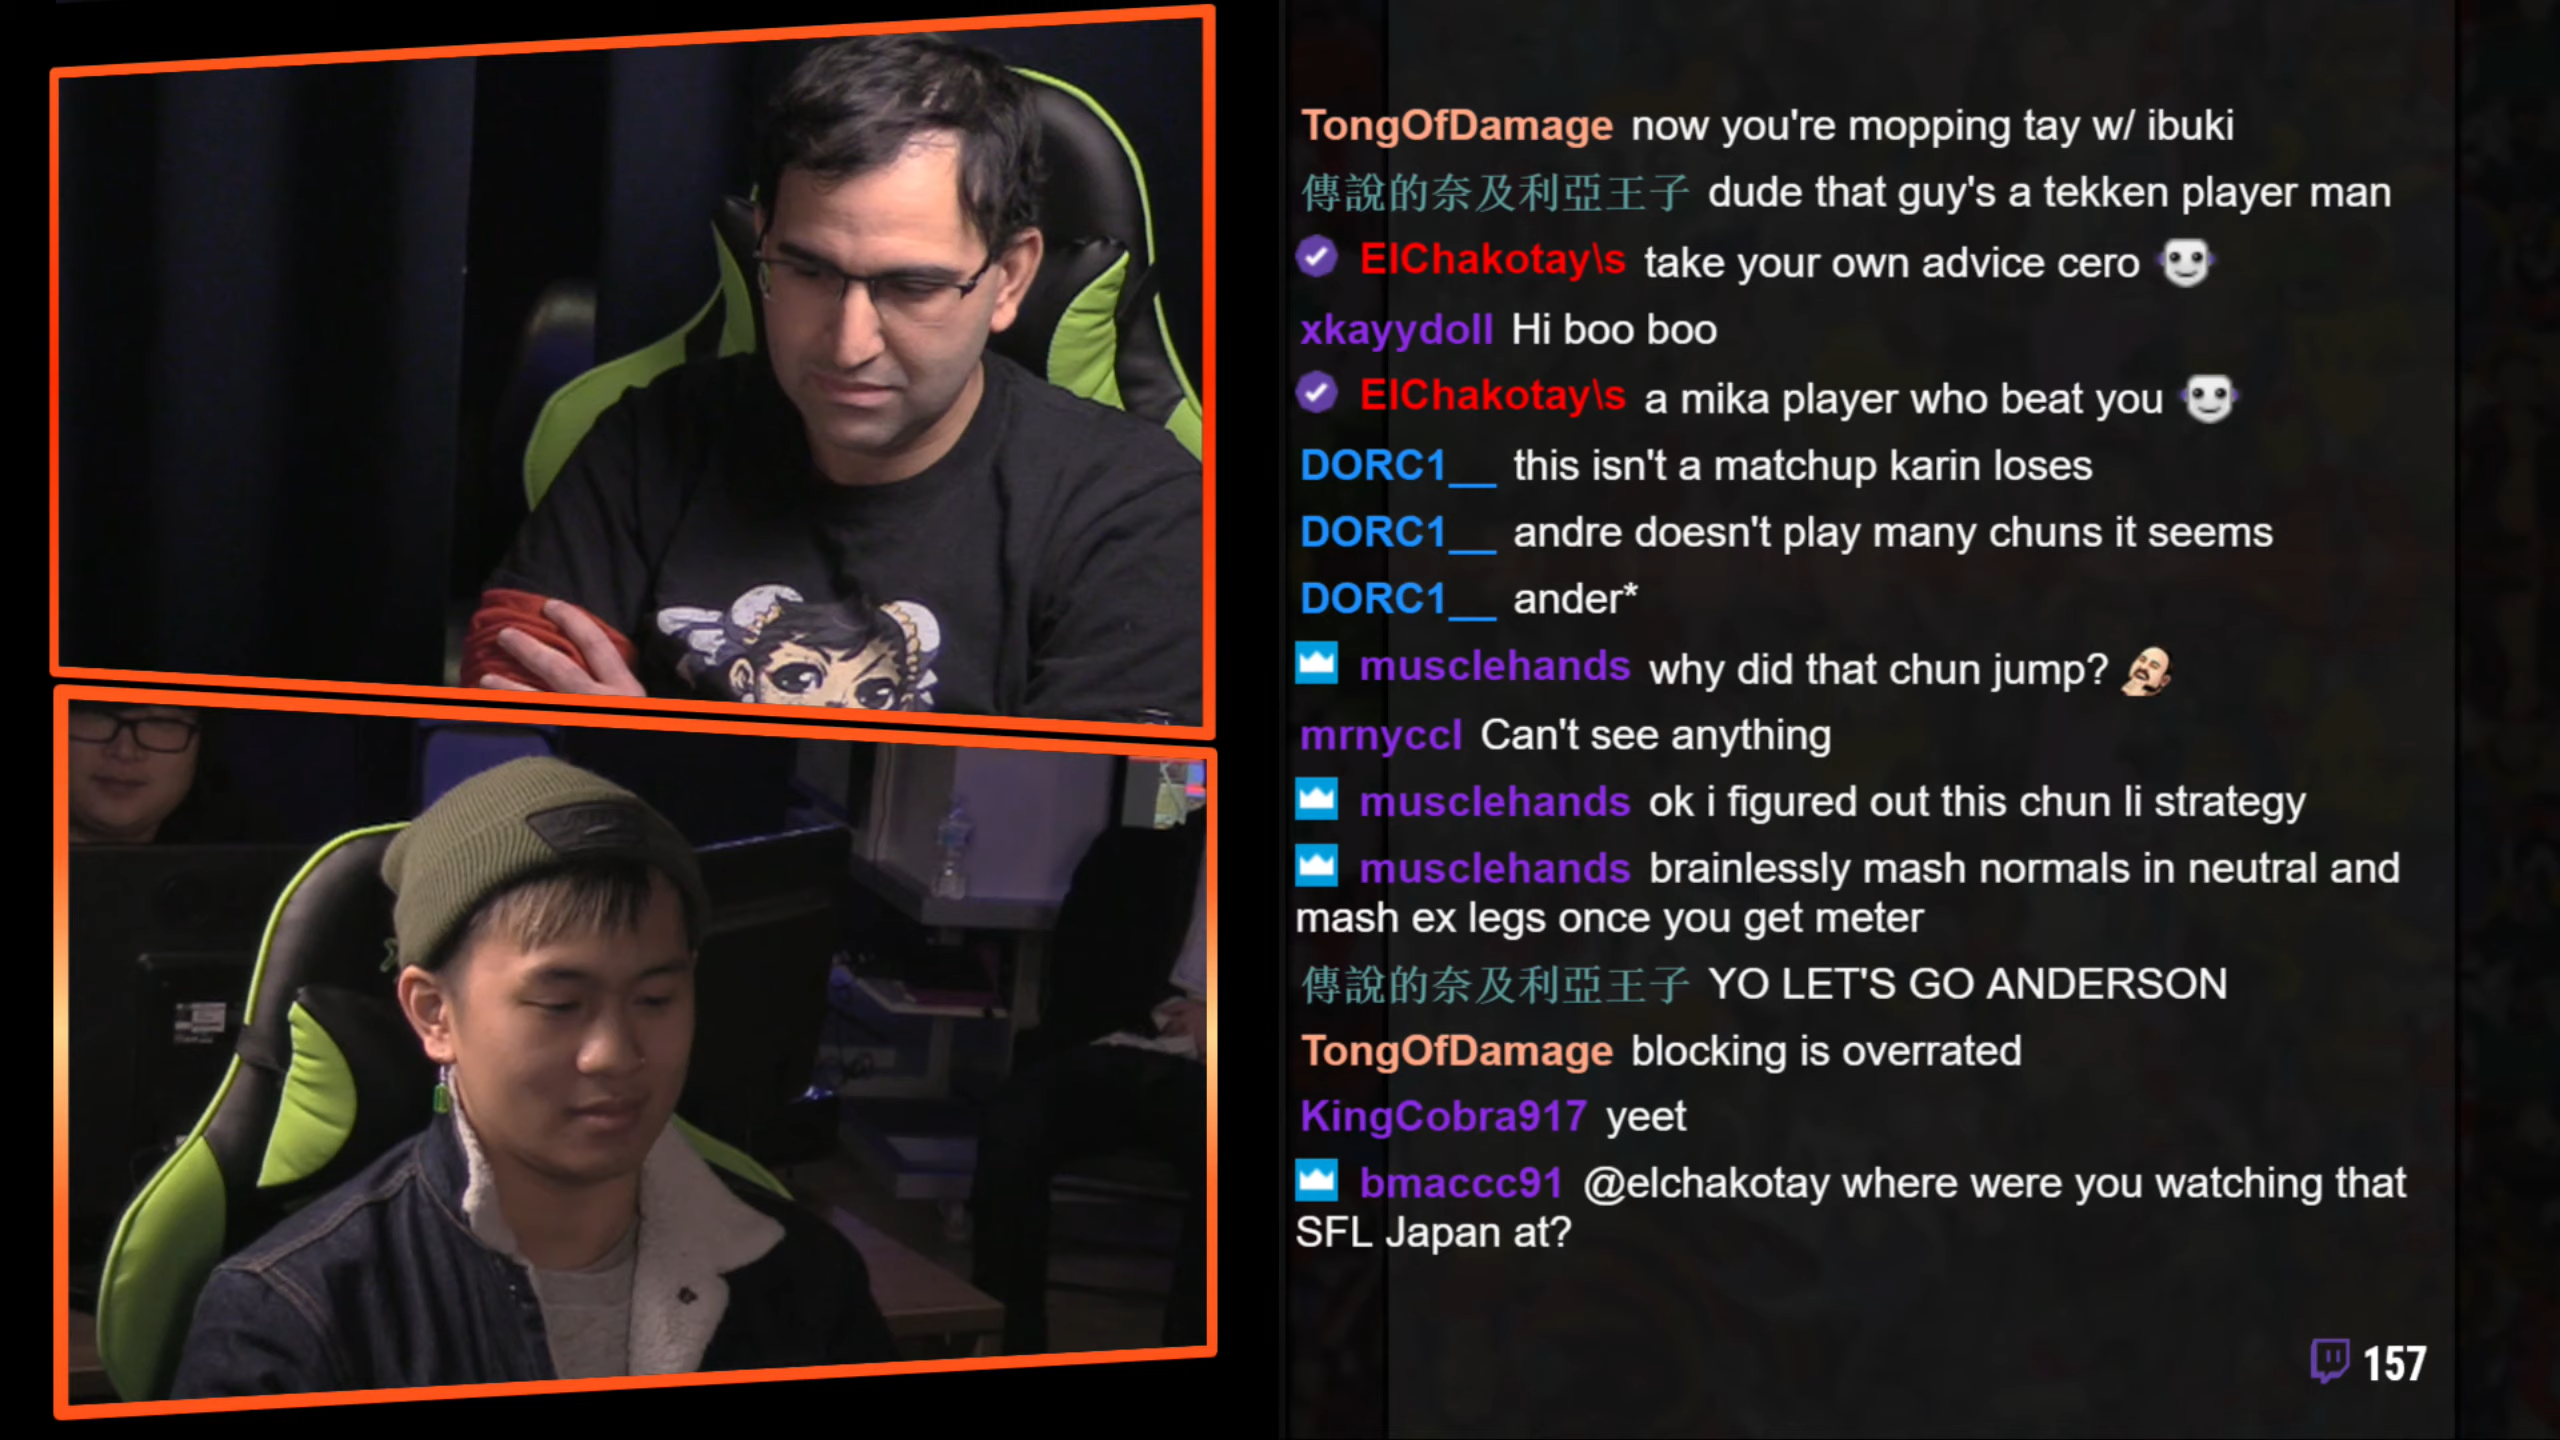 TongOfDamage now you're mopping tay w/ ibuki
傳說的奈及利亞王子 dude that guy's a tekken player man
ElChakotay\s take your own advice cero
xkayydoll Hi boo boo
ElChakotay\s a mika player who beat you
DORC1__ this isn't a matchup karin loses
DORC1__ andre doesn't play many chuns it seems
DORC1__ ander*
musclehands why did that chun jump?
mrnyccl Can't see anything
musclehands ok i figured out this chun li strategy
musclehands brainlessly mash normals in neutral and
mash ex legs once you get meter
傳說的奈及利亞王子 YO LET'S GO ANDERSON
TongOfDamage blocking is overrated
KingCobra917 yeet
bmaccc91 @elchakotay where were you watching that
SFL Japan at?
157